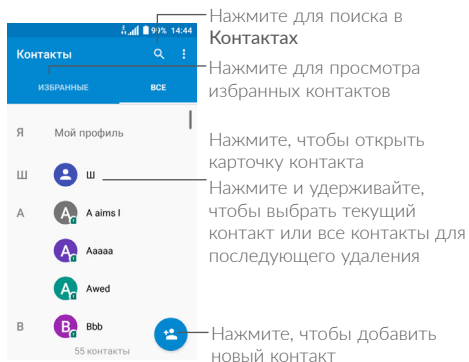 99% 14:44
Контакты
ИЗБРАННЫЕ
ВСЕ
Я
Мой профиль
Ш
Ш
А
A
A aims I
A
Aaaaa
A
Awed
В
B
Bbb
55 контакты
Нажмите для поиска в
Контактах
Нажмите для просмотра
избранных контактов
Нажмите, чтобы открыть
карточку контакта
Нажмите и удерживайте,
чтобы выбрать текущий
контакт или все контакты для
последующего удаления
Нажмите, чтобы добавить
новый контакт